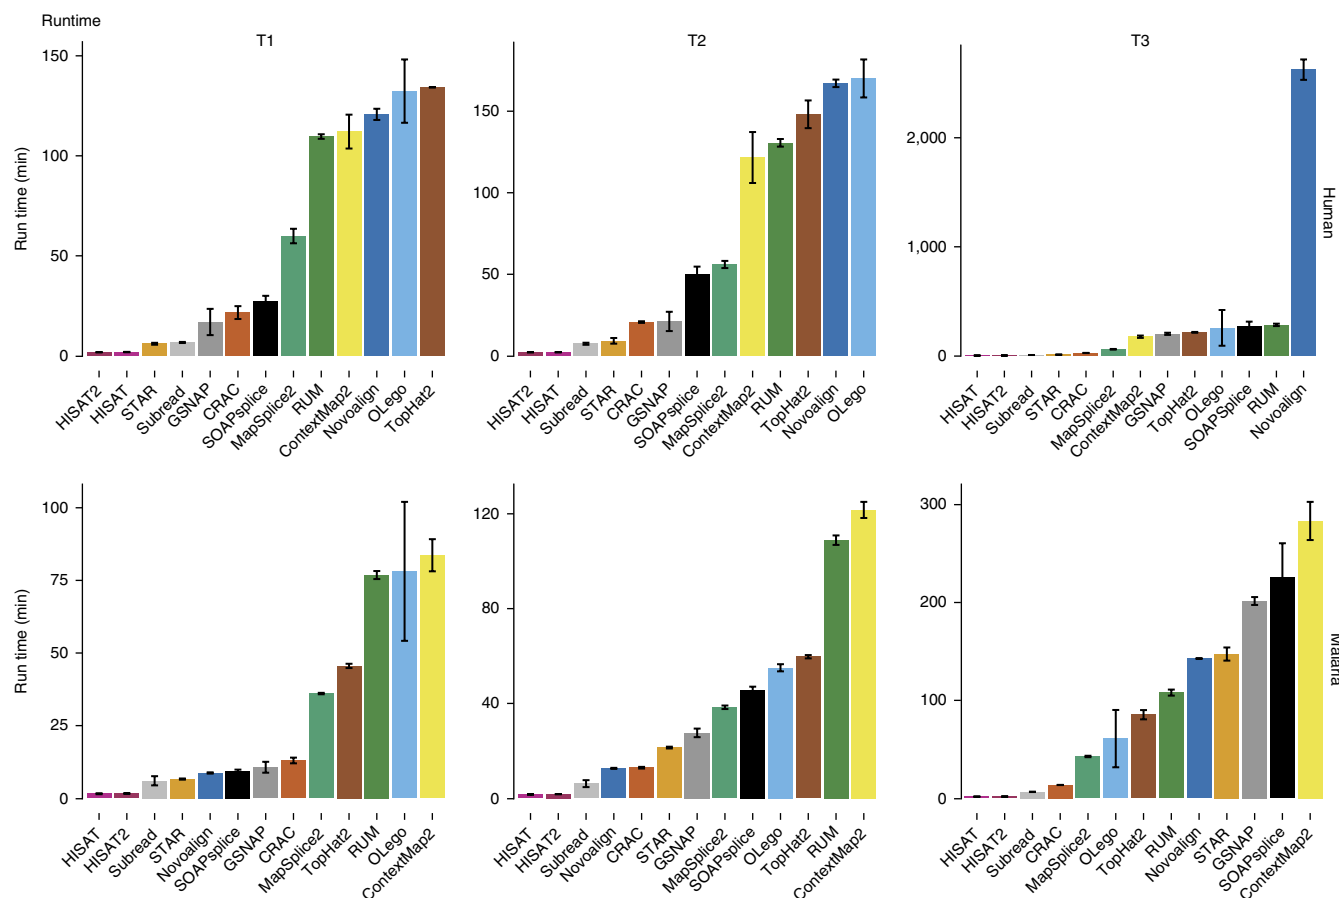 Runtime
T1
T2
T3
Run time (min)
150
100
50
0
HISAT2
HISAT
STAR
Subread
GSNAP
CRAC
SOAPsplice
MapSplice2
RUM
ContextMap2
Novoalign
OLego
TopHat2
150
100
50
0
HISAT2
HISAT
Subread
STAR
CRAC
GSNAP
SOAPsplice
MapSplice2
ContextMap2
RUM
TopHat2
Novoalign
OLego
2,000
1,000
0
HISAT
HISAT2
Subread
STAR
CRAC
MapSplice2
ContextMap2
GSNAP
TopHat2
OLego
SOAPSplice
RUM
Novoalign
Human
Run time (min)
100
75
50
25
0
HISAT
HISAT2
Subread
STAR
Novoalign
SOAPsplice
GSNAP
CRAC
MapSplice2
TopHat2
RUM
OLego
ContextMap2
120
80
40
0
HISAT
HISAT2
Subread
Novoalign
CRAC
STAR
GSNAP
MapSplice2
SOAPsplice
OLego
TopHat2
RUM
ContextMap2
300
200
100
0
HISAT
HISAT2
Subread
CRAC
MapSplice2
OLego
TopHat2
RUM
Novoalign
STAR
GSNAP
SOAPsplice
ContextMap2
Malaria